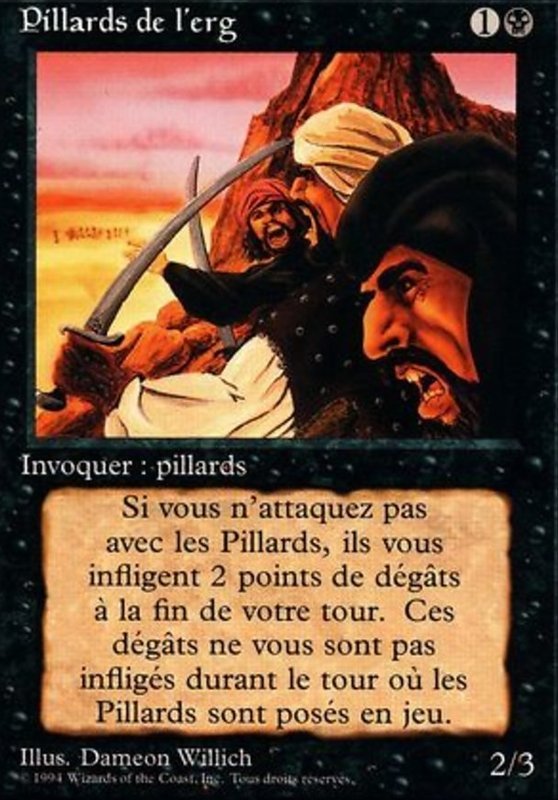 Pillards de l'erg
1
Invoquer : pillards
Si vous n'attaquez pas
avec les Pillards, ils vous
infligent 2 points de dégâts
à la fin de votre tour. Ces
dégâts ne vous sont pas
infligés durant le tour où les
Pillards sont posés en jeu.
Illus. Dameon Willich
2/3
© 1994 Wizards of the Coast, Inc. Tous droits réservés.